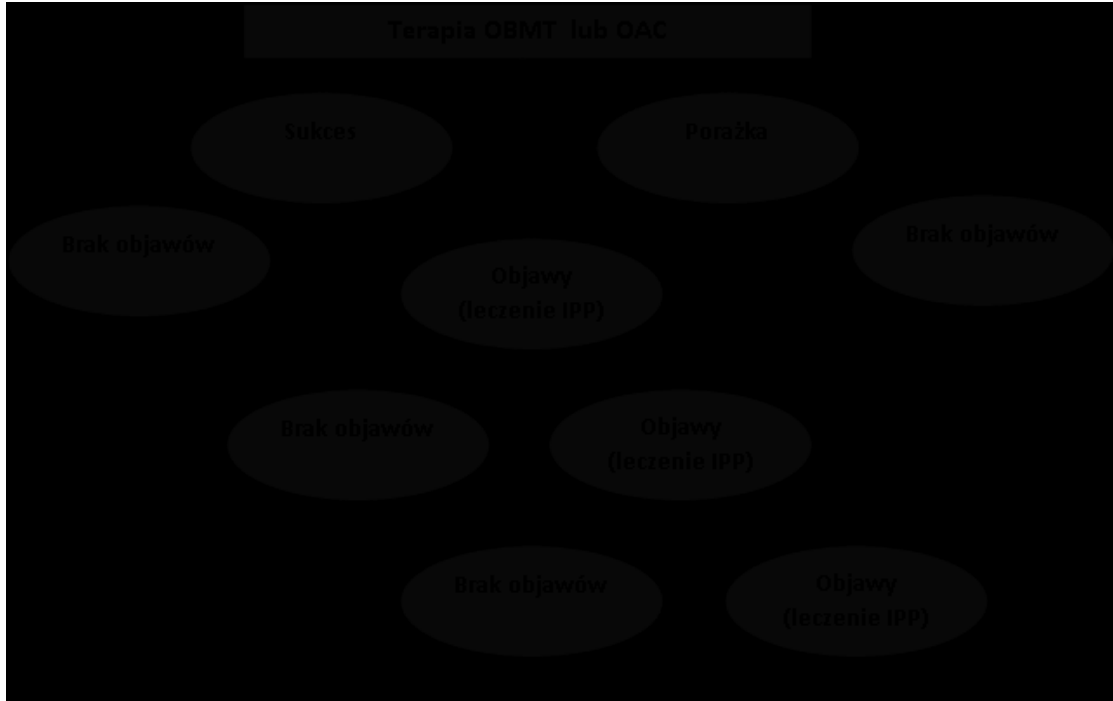 Terapia OBMT lub OAC
Sukces
Porażka
Brak objawów
Brak objawów
Objawy
(leczenie IPP)
Brak objawów
Objawy
(leczenie IPP)
Brak objawów
Objawy
(leczenie IPP)